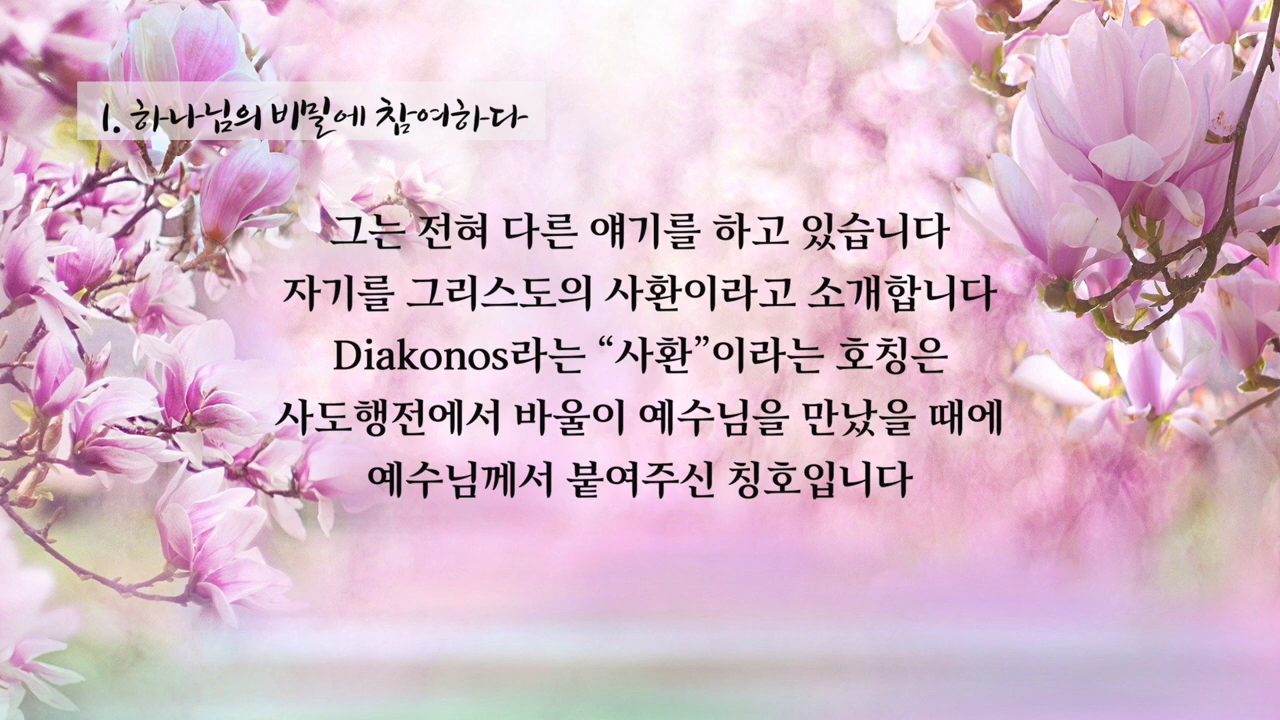 1. 하나님의 비밀에 참여하다
그는 전혀 다른 얘기를 하고 있습니다
자기를 그리스도의 사환이라고 소개합니다
Diakonos라는 “사환”이라는 호칭은
사도행전에서 바울이 예수님을 만났을 때에
예수님께서 붙여주신 칭호입니다